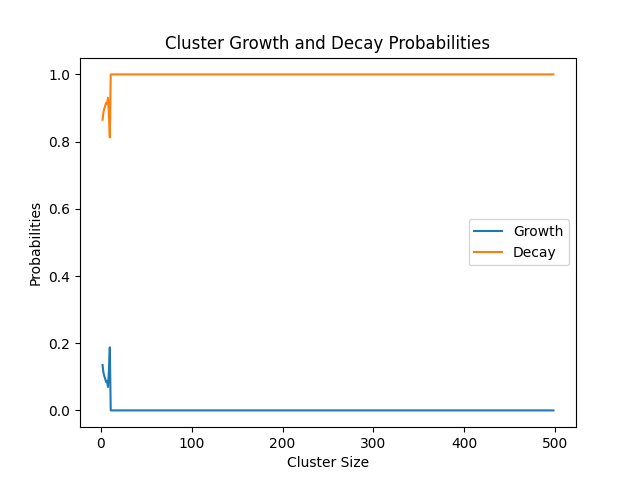 Cluster Growth and Decay Probabilities
1.0
0.8
0.6
0.4
0.2
0.0
Probabilities
Growth
Decay
0 100 200 300 400 500
Cluster Size